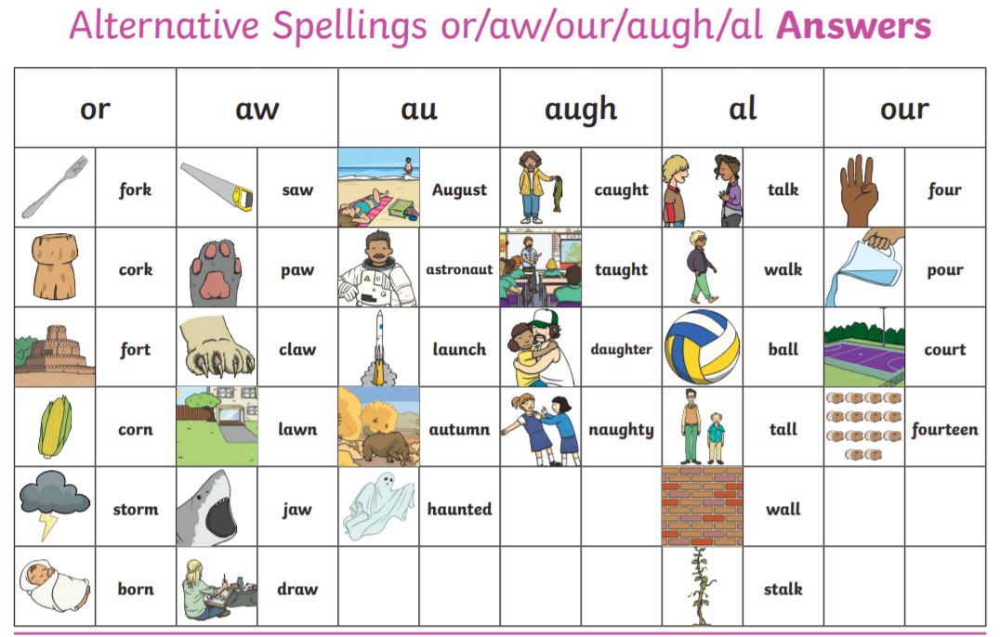 Alternative Spellings or/aw/our/augh/al Answers
or aw au augh al our
fork saw August caught talk four
cork paw astronaut taught walk pour
fort claw launch daughter ball court
corn lawn autumn naughty tall fourteen
storm jaw haunted wall
born draw stalk